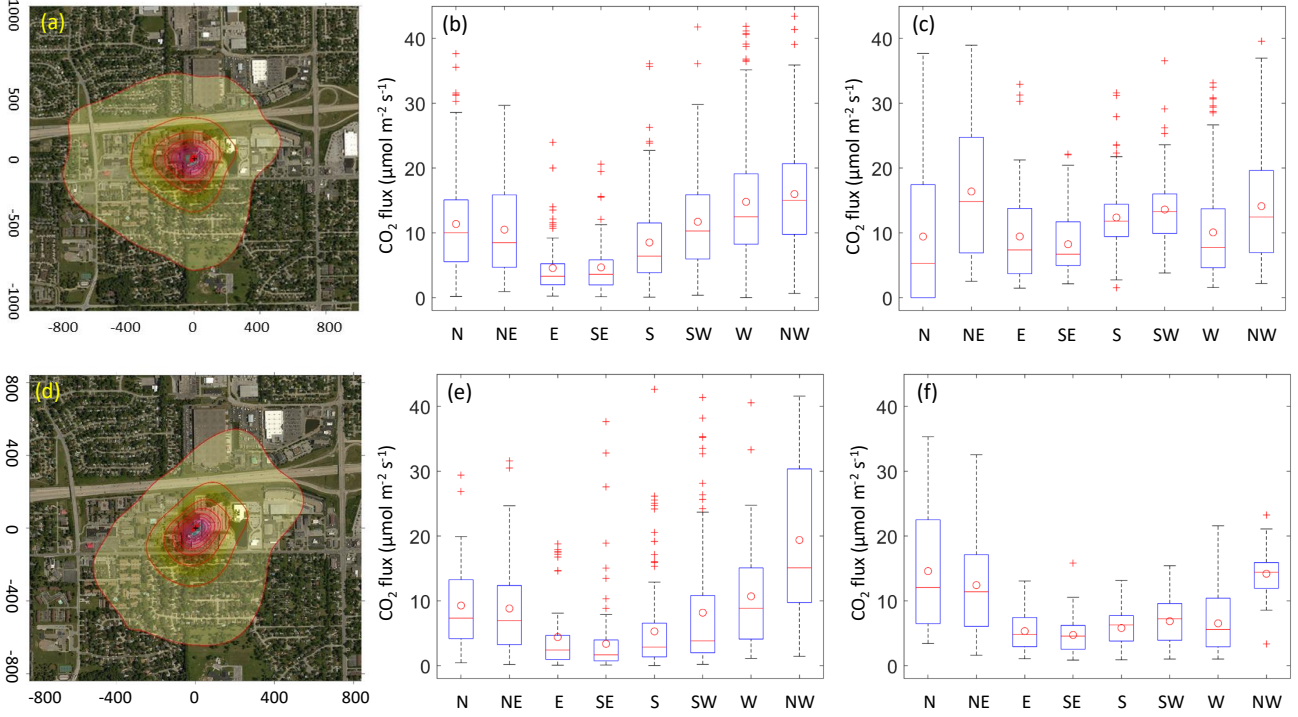 (a)
1000
500
0
-500
-1000
-800 -400 0 400 800
(b)
CO₂ flux (µmol m⁻² s⁻¹)
40
30
20
10
0
N NE E SE S SW W NW
(c)
CO₂ flux (µmol m⁻² s⁻¹)
40
30
20
10
0
N NE E SE S SW W NW
(d)
800
400
0
-400
-800
-800 -400 0 400 800
(e)
CO₂ flux (µmol m⁻² s⁻¹)
40
30
20
10
0
N NE E SE S SW W NW
(f)
CO₂ flux (µmol m⁻² s⁻¹)
40
30
20
10
0
N NE E SE S SW W NW